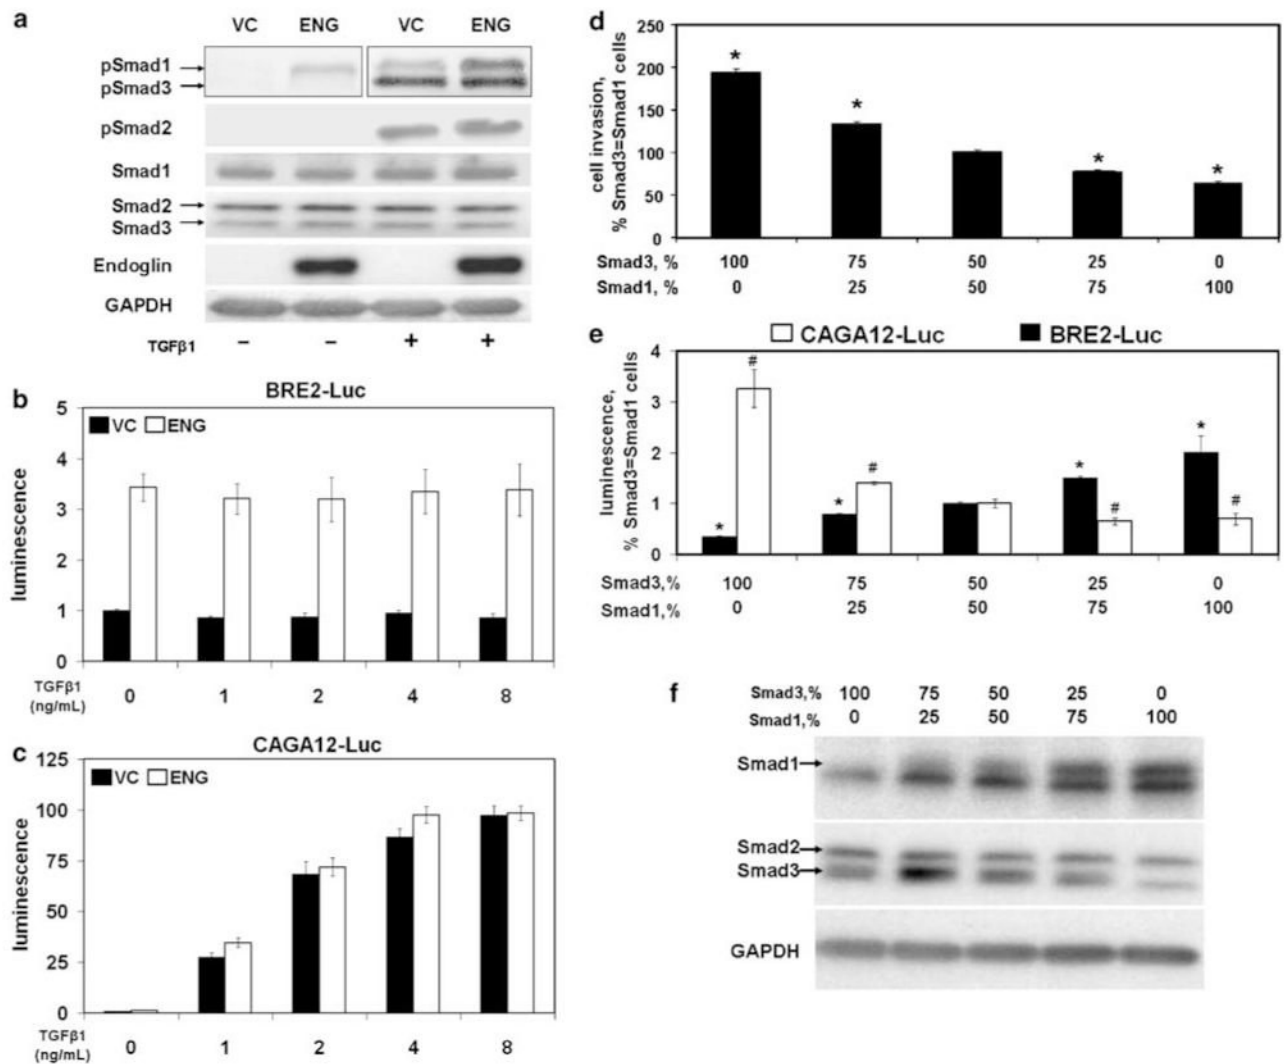 a
VC ENG VC ENG
pSmad1
pSmad3
pSmad2
Smad1
Smad2
Smad3
Endoglin
GAPDH
TGFβ1 – – + +
b
BRE2-Luc
VC ENG
luminescence
5
4
3
2
1
0
TGFβ1
(ng/mL)
0 1 2 4 8
c
CAGA12-Luc
VC ENG
luminescence
125
100
75
50
25
0
TGFβ1
(ng/mL)
0 1 2 4 8
d
cell invasion,
% Smad3=Smad1 cells
250
200
150
100
50
0
* * * *
Smad3, % 100 75 50 25 0
Smad1, % 0 25 50 75 100
e
CAGA12-Luc BRE2-Luc
luminescence,
% Smad3=Smad1 cells
4
3
2
1
0
* # * # * # * #
Smad3,% 100 75 50 25 0
Smad1,% 0 25 50 75 100
f
Smad3,% 100 75 50 25 0
Smad1,% 0 25 50 75 100
Smad1
Smad2
Smad3
GAPDH